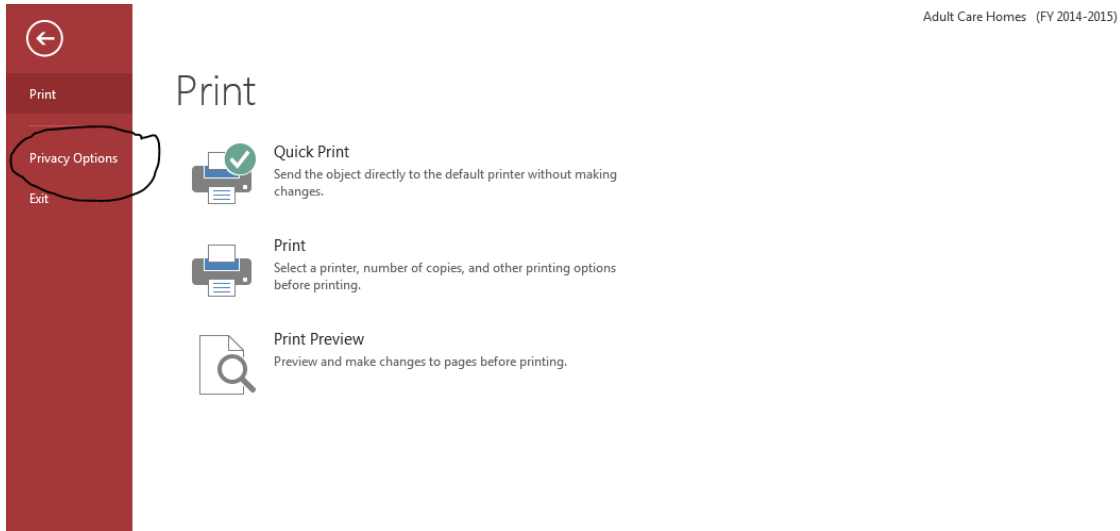 Adult Care Homes (FY 2014-2015)
Print
Privacy Options
Exit
Print
Quick Print
Send the object directly to the default printer without making
changes.
Print
Select a printer, number of copies, and other printing options
before printing.
Print Preview
Preview and make changes to pages before printing.